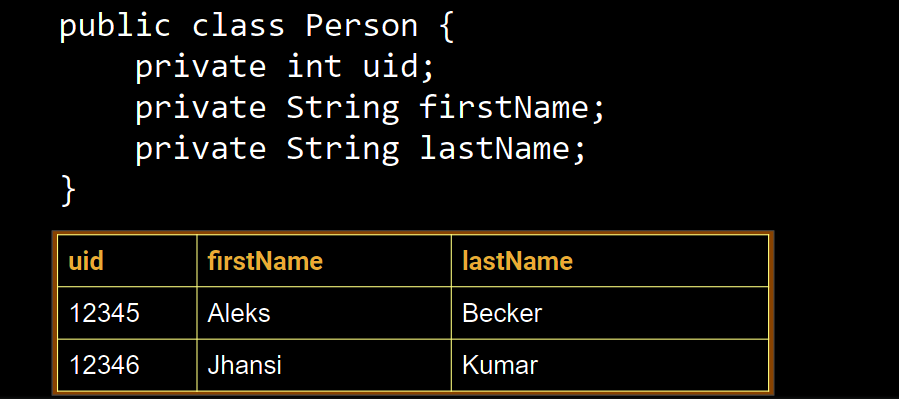 public class Person {
    private int uid;
    private String firstName;
    private String lastName;
}
uid firstName lastName
12345 Aleks Becker
12346 Jhansi Kumar